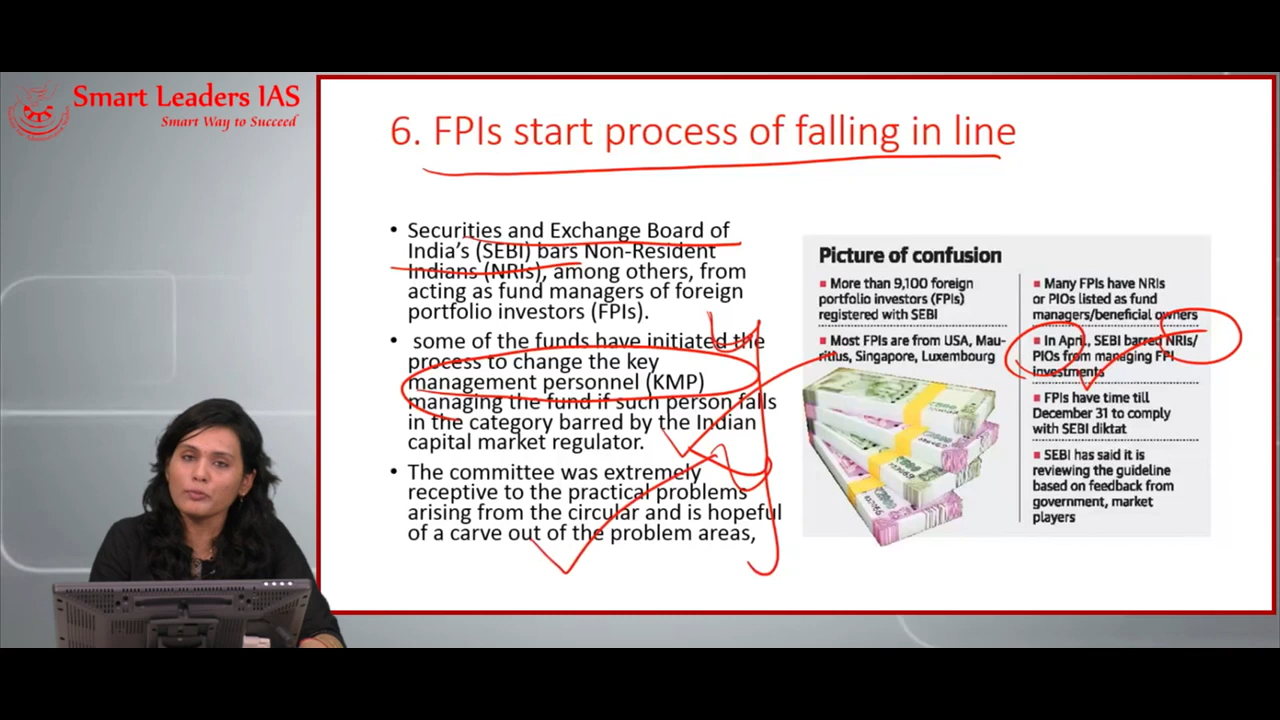 Smart Leaders IAS
Smart Way to Succeed
6. FPIs start process of falling in line
• Securities and Exchange Board of
India's (SEBI) bars Non-Resident
Indians (NRIs), among others, from
acting as fund managers of foreign
portfolio investors (FPIs).
• some of the funds have initiated the
process to change the key
management personnel (KMP)
managing the fund if such person falls
in the category barred by the Indian
capital market regulator.
• The committee was extremely
receptive to the practical problems
arising from the circular and is hopeful
of a carve out of the problem areas,
Picture of confusion
More than 9,100 foreign
portfolio investors (FPIs)
registered with SEBI
Most FPIs are from USA, Mau-
ritius, Singapore, Luxembourg
Many FPIs have NRIs
or PIOs listed as fund
managers/beneficial owners
In April, SEBI barred NRIs/
PIOs from managing FPI
investments
FPIs have time till
December 31 to comply
with SEBI diktat
SEBI has said it is
reviewing the guideline
based on feedback from
government, market
players